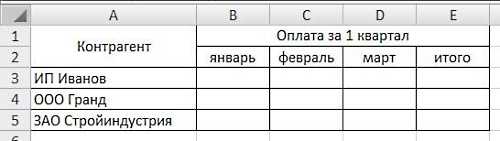 A B C D E
1 Контрагент Оплата за 1 квартал
2 январь февраль март итого
3 ИП Иванов
4 ООО Гранд
5 ЗАО Стройиндустрия
6